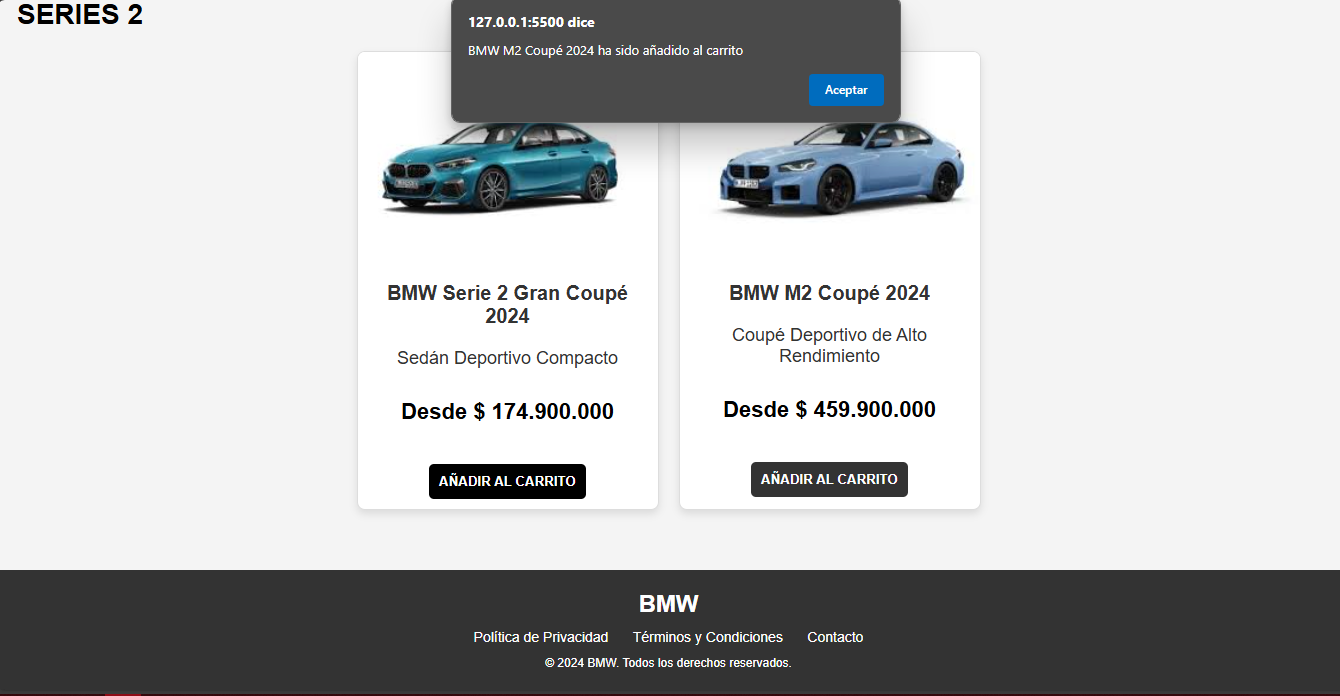 SERIES 2
127.0.0.1:5500 dice
BMW M2 Coupé 2024 ha sido añadido al carrito
Aceptar
BMW Serie 2 Gran Coupé
2024
Sedán Deportivo Compacto
Desde $ 174.900.000
AÑADIR AL CARRITO
BMW M2 Coupé 2024
Coupé Deportivo de Alto
Rendimiento
Desde $ 459.900.000
AÑADIR AL CARRITO
BMW
Política de Privacidad Términos y Condiciones Contacto
© 2024 BMW. Todos los derechos reservados.